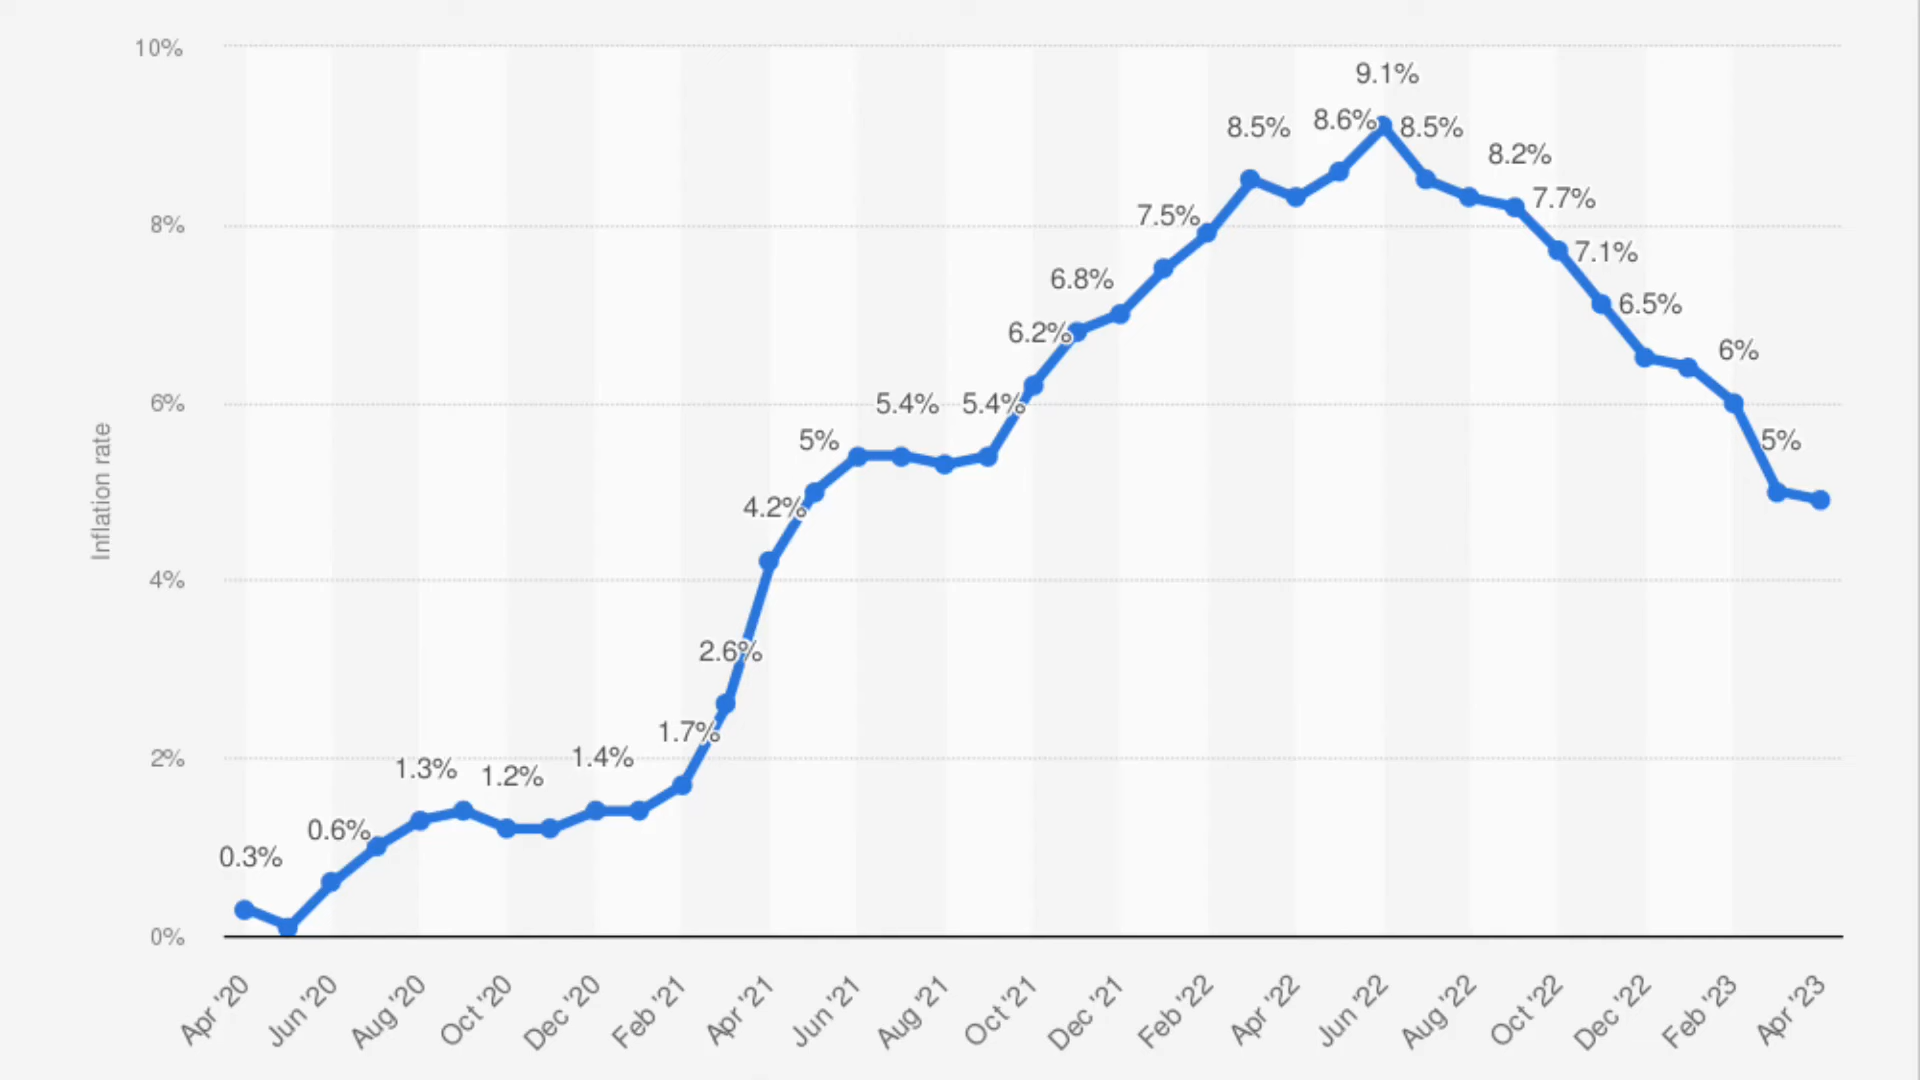 10%
9.1%
8.5%
8.6%
8.5%
8.2%
7.7%
8%
7.5%
7.1%
6.8%
6.5%
6.2%
6%
6%
5.4%
5.4%
5%
5%
4.2%
4%
2.6%
1.7%
2%
1.4%
1.3%
1.2%
0.6%
0.3%
0%
Inflation rate
Apr '20
Jun '20
Aug '20
Oct '20
Dec '20
Feb '21
Apr '21
Jun '21
Aug '21
Oct '21
Dec '21
Feb '22
Apr '22
Jun '22
Aug '22
Oct '22
Dec '22
Feb '23
Apr '23